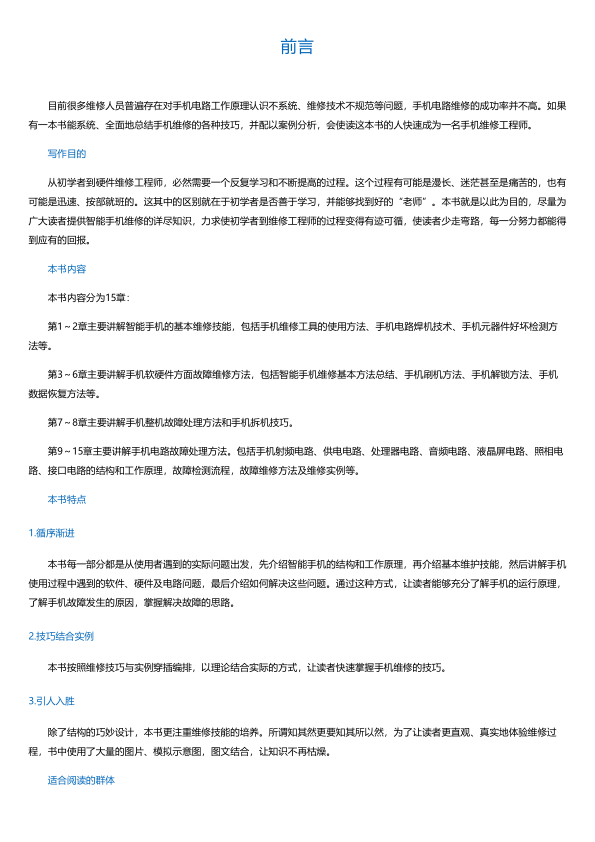 前言
目前很多维修人员普遍存在对手机电路工作原理认识不系统、维修技术不规范等问题，手机电路维修的成功率并不高。如果
有一本书能系统、全面地总结手机维修的各种技巧，并配以案例分析，会使读这本书的人快速成为一名手机维修工程师。
写作目的
从初学者到硬件维修工程师，必然需要一个反复学习和不断提高的过程。这个过程有可能是漫长、迷茫甚至是痛苦的，也有
可能是迅速、按部就班的。这其中的区别就在于初学者是否善于学习，并能够找到好的“老师”。本书就是以此为目的，尽量为
广大读者提供智能手机维修的详尽知识，力求使初学者到维修工程师的过程变得有迹可循，使读者少走弯路，每一分努力都能得
到应有的回报。
本书内容
本书内容分为15章：
第1～2章主要讲解智能手机的基本维修技能，包括手机维修工具的使用方法、手机电路焊机技术、手机元器件好坏检测方
法等。
第3～6章主要讲解手机软硬件方面故障维修方法，包括智能手机维修基本方法总结、手机刷机方法、手机解锁方法、手机
数据恢复方法等。
第7～8章主要讲解手机整机故障处理方法和手机拆机技巧。
第9～15章主要讲解手机电路故障处理方法。包括手机射频电路、供电电路、处理器电路、音频电路、液晶屏电路、照相电
路、接口电路的结构和工作原理，故障检测流程，故障维修方法及维修实例等。
本书特点
1.循序渐进
本书每一部分都是从使用者遇到的实际问题出发，先介绍智能手机的结构和工作原理，再介绍基本维护技能，然后讲解手机
使用过程中遇到的软件、硬件及电路问题，最后介绍如何解决这些问题。通过这种方式，让读者能够充分了解手机的运行原理，
了解手机故障发生的原因，掌握解决故障的思路。
2.技巧结合实例
本书按照维修技巧与实例穿插编排，以理论结合实际的方式，让读者快速掌握手机维修的技巧。
3.引人入胜
除了结构的巧妙设计，本书更注重维修技能的培养。所谓知其然更要知其所以然，为了让读者更直观、真实地体验维修过
程，书中使用了大量的图片、模拟示意图，图文结合，让知识不再枯燥。
适合阅读的群体